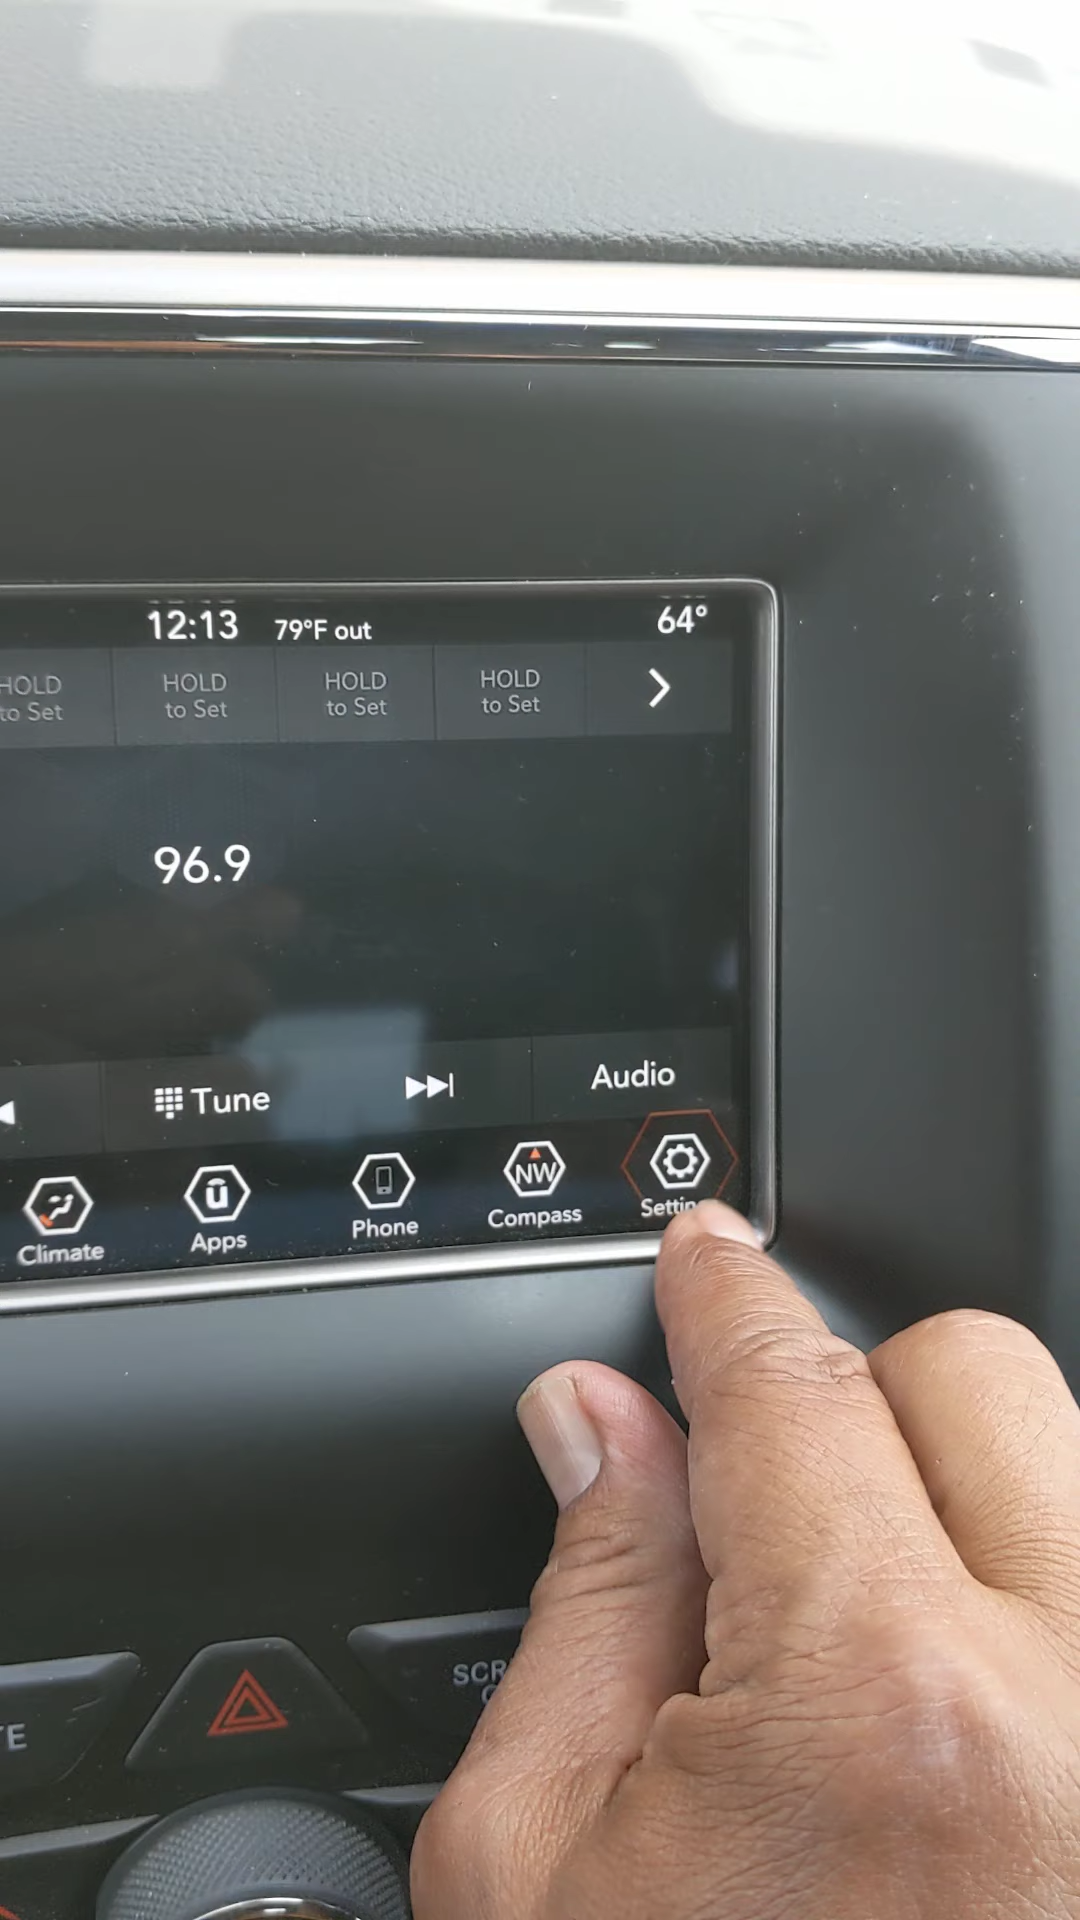 12:13 79°F out 64°
HOLD to Set
HOLD to Set
HOLD to Set
HOLD to Set
96.9
Tune
Audio
Climate
Apps
Phone
NW
Compass